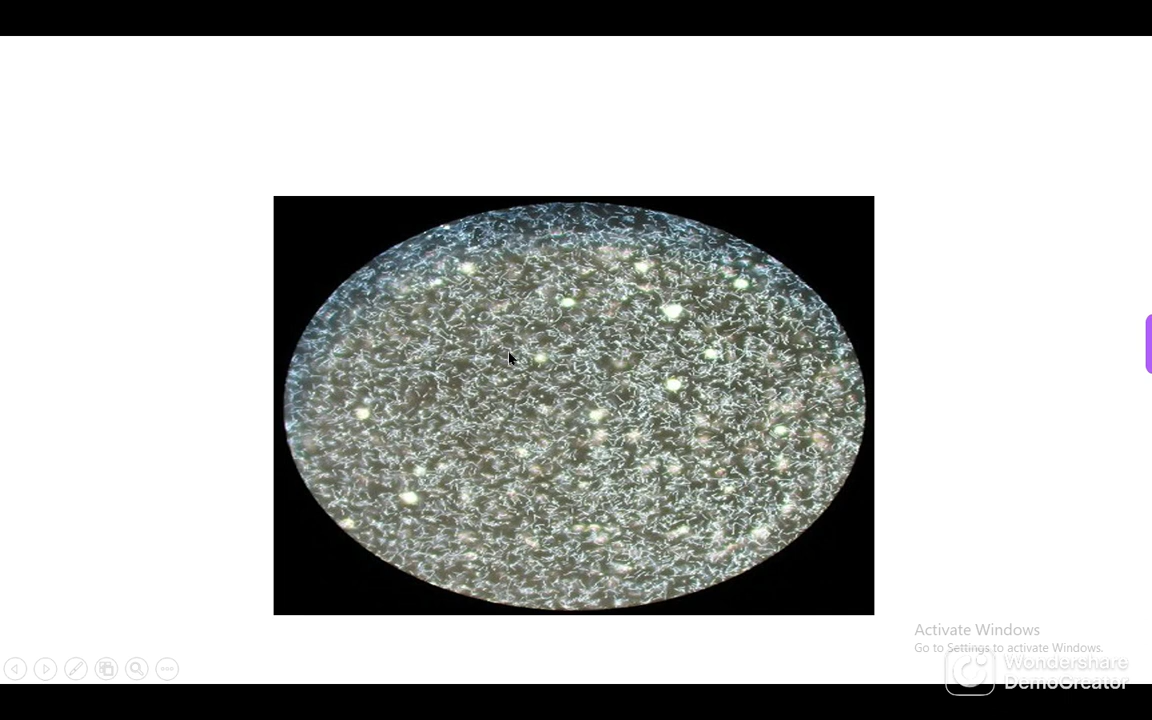 Activate Windows
Go to Settings to activate Windows.
Wondershare
DemoCreator